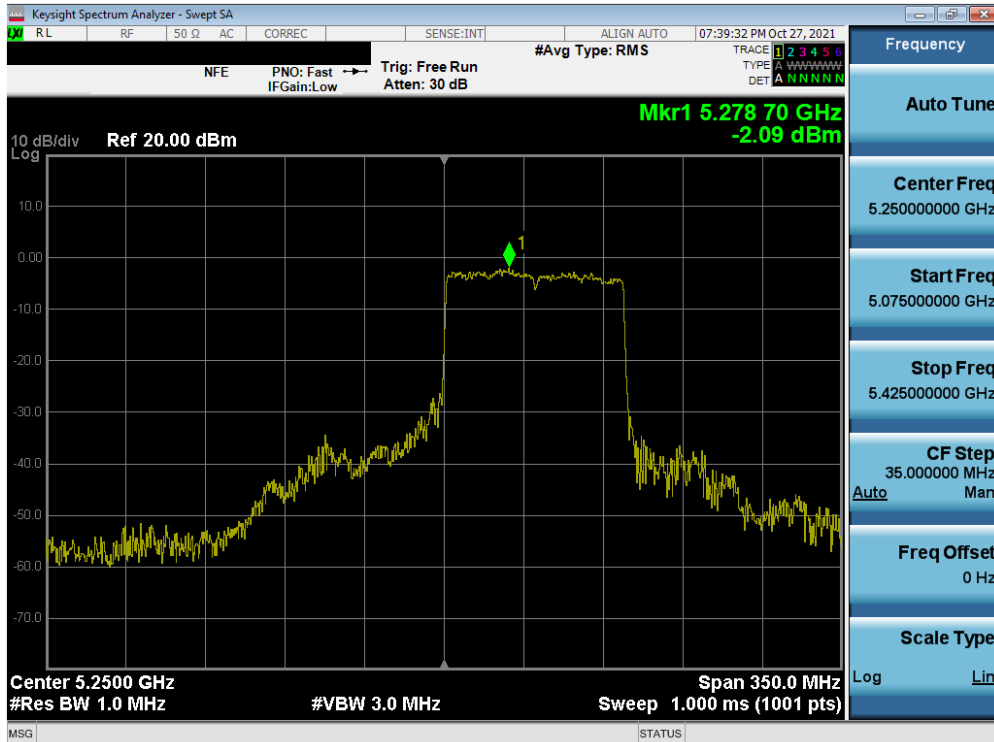 Keysight Spectrum Analyzer - Swept SA
LXI RL RF 50 Ω AC CORREC SENSE:INT ALIGN AUTO 07:39:32 PM Oct 27, 2021
NFE PNO: Fast IFGain:Low Trig: Free Run Atten: 30 dB #Avg Type: RMS
TRACE 1 2 3 4 5 6
TYPE A WWWWW
DET A N N N N N
Mkr1 5.278 70 GHz
-2.09 dBm
10 dB/div Ref 20.00 dBm
Log
1
10.0
0.00
-10.0
-20.0
-30.0
-40.0
-50.0
-60.0
-70.0
Center 5.2500 GHz Span 350.0 MHz
#Res BW 1.0 MHz #VBW 3.0 MHz Sweep 1.000 ms (1001 pts)
MSG STATUS
Frequency
Auto Tune
Center Freq
5.250000000 GHz
Start Freq
5.075000000 GHz
Stop Freq
5.425000000 GHz
CF Step
35.000000 MHz
Auto Man
Freq Offset
0 Hz
Scale Type
Log Lin